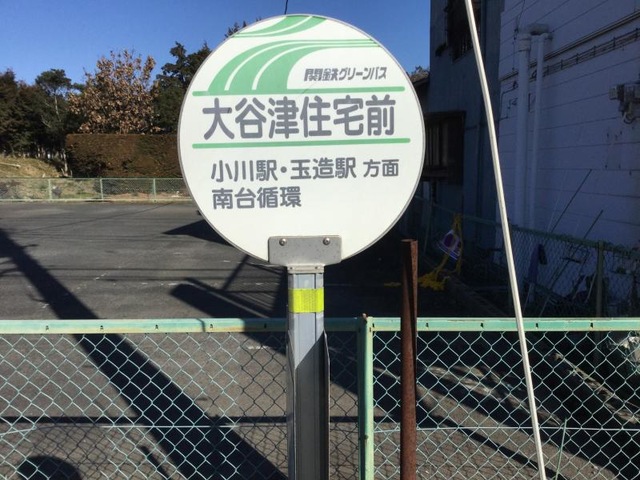 関鉄グリーンバス
大谷津住宅前
小川駅・玉造駅 方面
南台循環